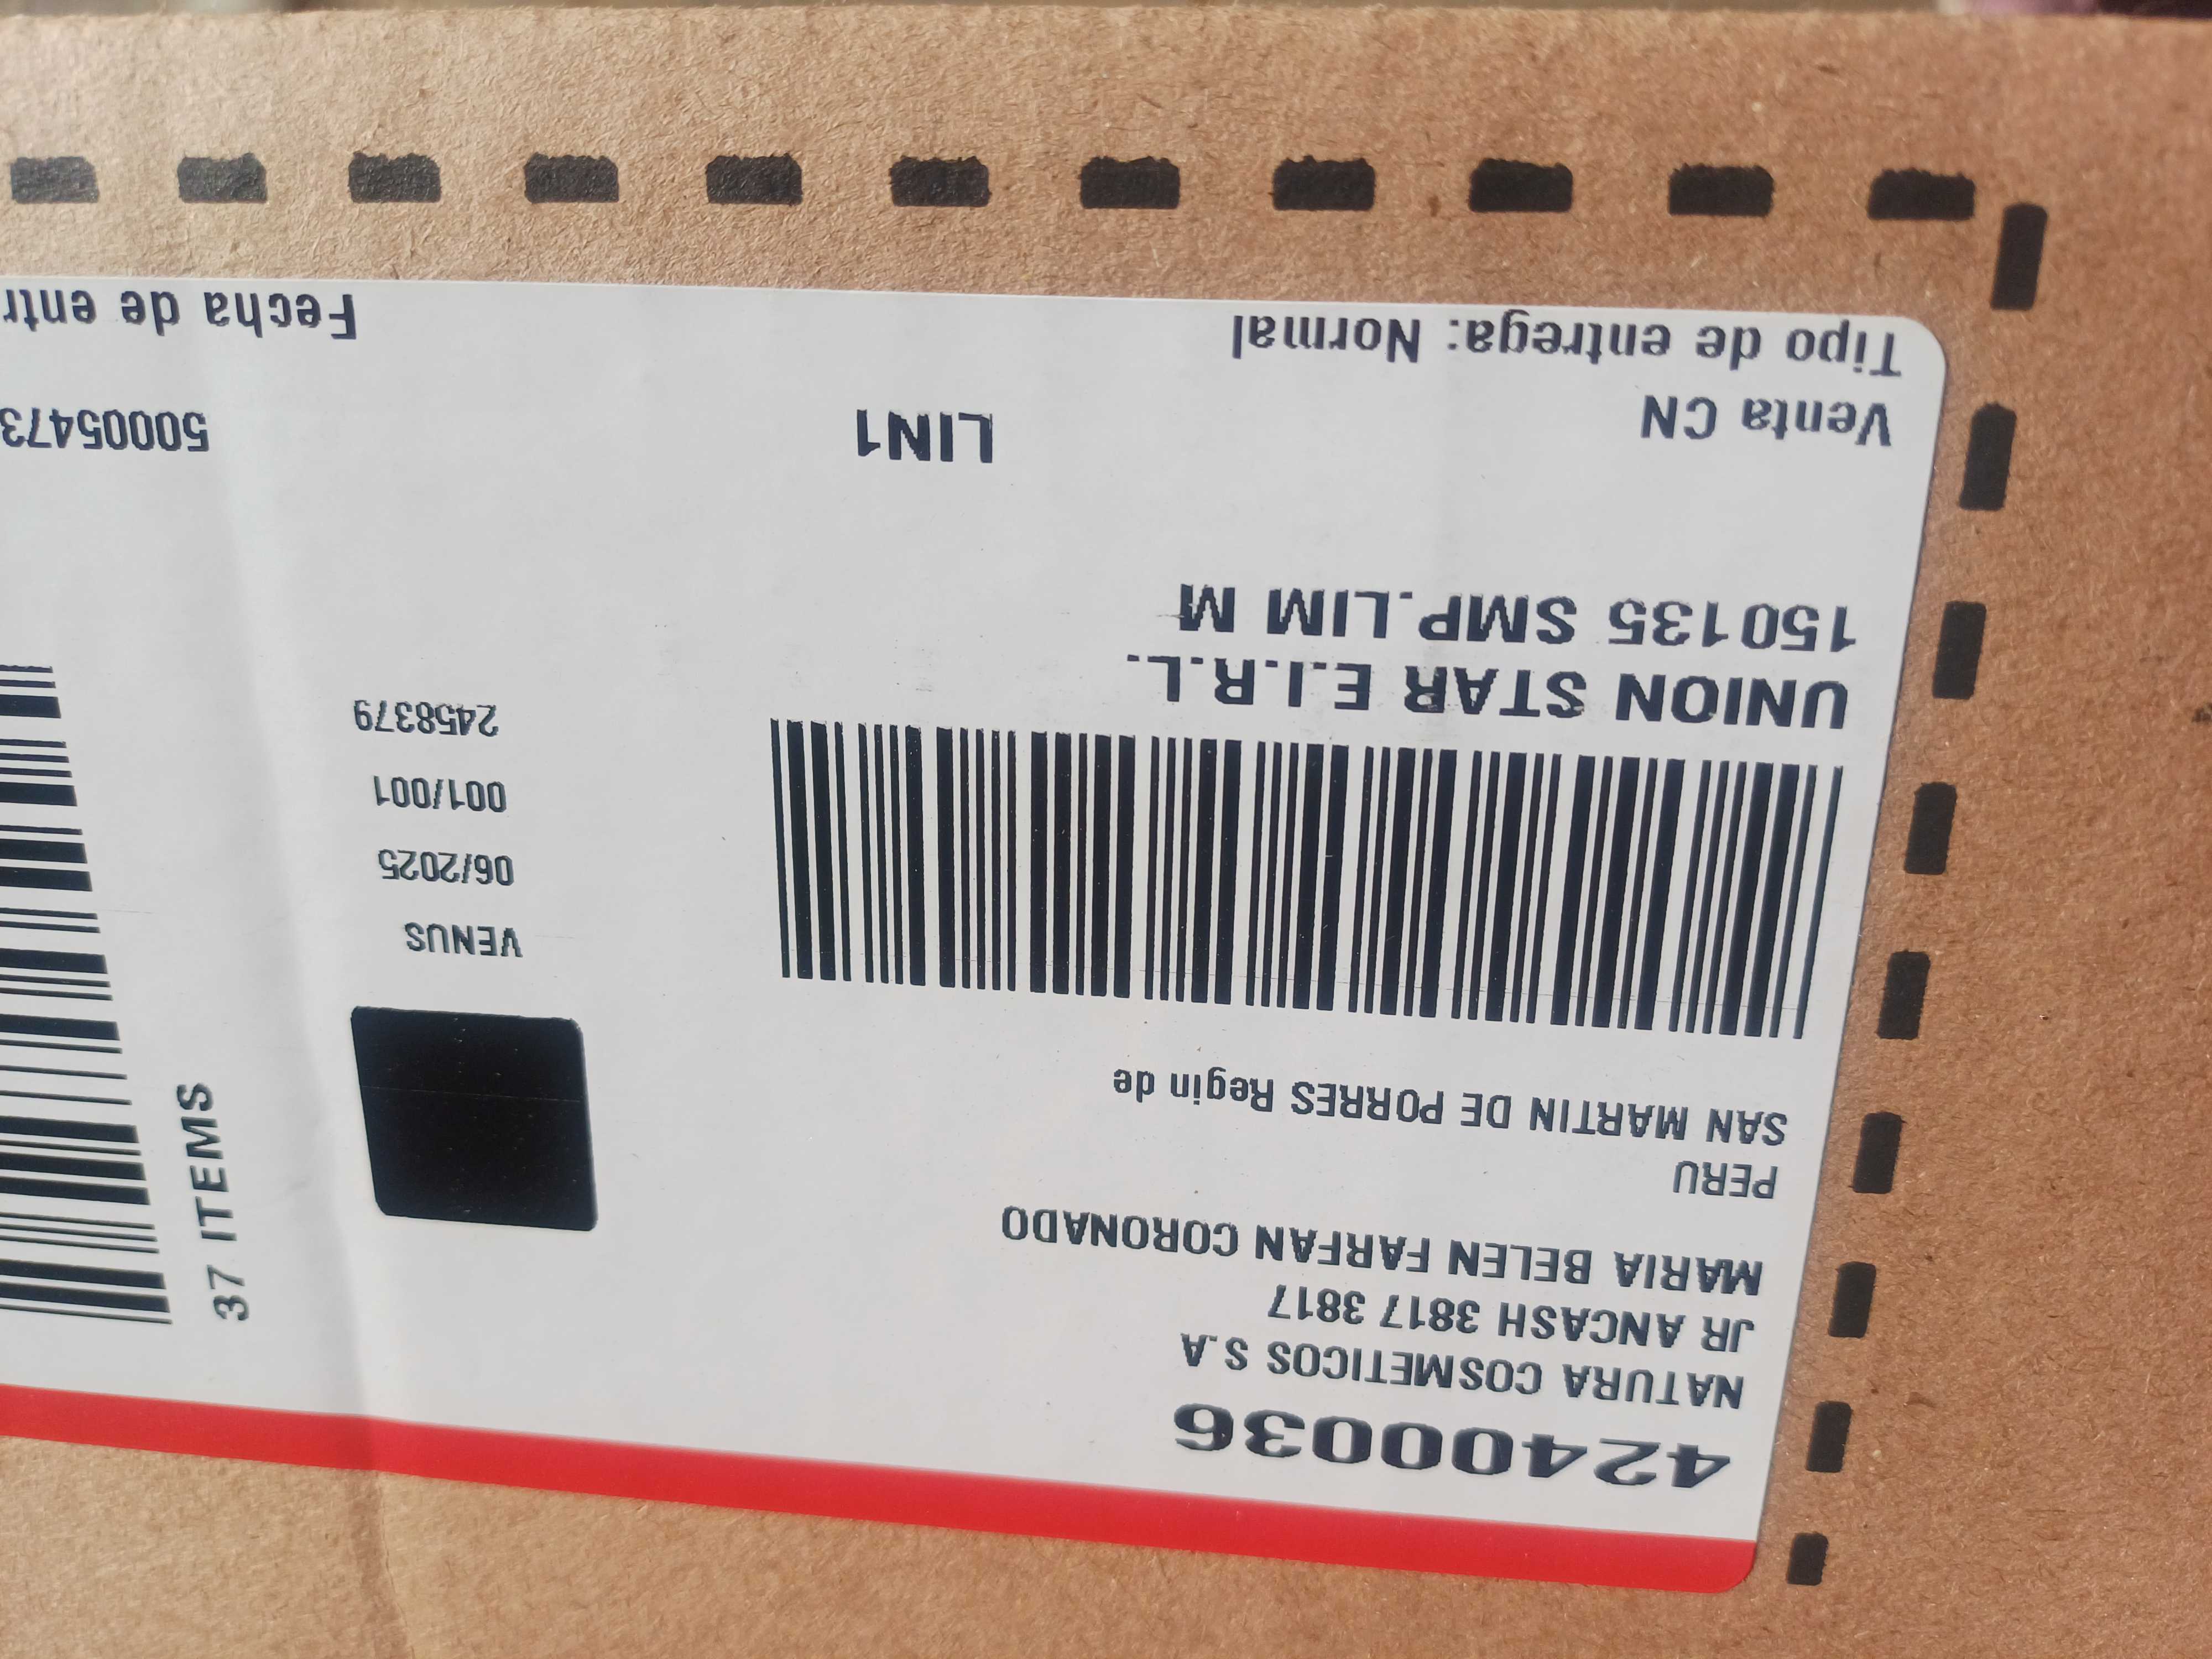 42400036
NATURA COSMETICOS S.A
JR ANCASH 3817 3817
MARIA BELEN FARFAN CORONADO
PERU
SAN MARTIN DE PORRES Regin de
UNION STAR E.I.R.L.
150135 SMP.LIM M
Venta CN
LIN1
Tipo de entrega: Normal
VENUS
06/2025
001/001
2458379
37 ITEMS
50005473
Fecha de entr